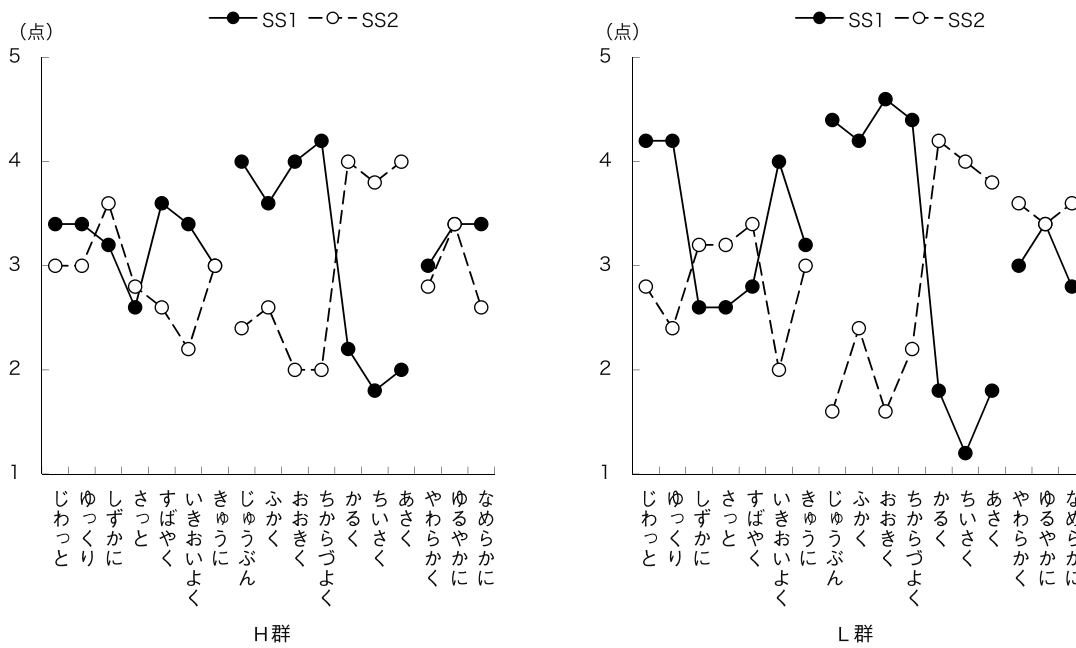 SS1 SS2
(点)
5
4
3
2
1
じわっと
ゆっくり
しずかに
さっと
すばやく
いきおいよく
きゅうに
じゅうぶん
ふかく
おおきく
ちからづよく
かるく
ちいさく
あさく
やわらかく
ゆるやかに
なめらかに
H群
SS1 SS2
(点)
5
4
3
2
1
じわっと
ゆっくり
しずかに
さっと
すばやく
いきおいよく
きゅうに
じゅうぶん
ふかく
おおきく
ちからづよく
かるく
ちいさく
あさく
やわらかく
ゆるやかに
なめらかに
L群